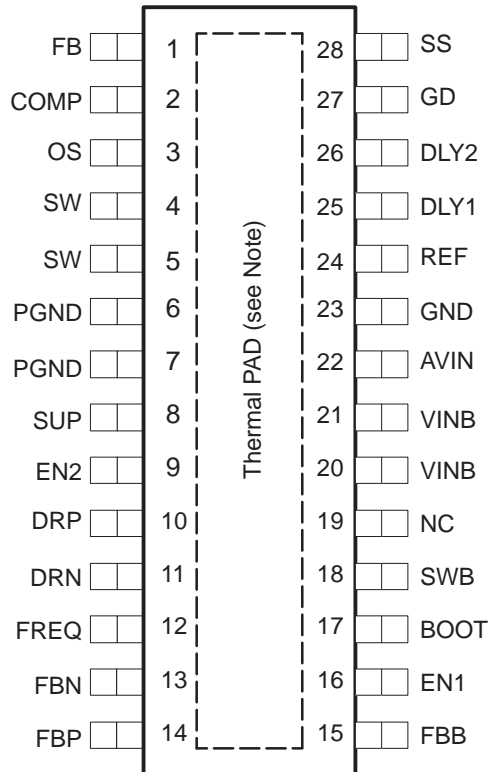 FB 1 28 SS
COMP 2 27 GD
OS 3 26 DLY2
SW 4 25 DLY1
SW 5 24 REF
PGND 6 23 GND
PGND 7 22 AVIN
SUP 8 21 VINB
EN2 9 20 VINB
DRP 10 19 NC
DRN 11 18 SWB
FREQ 12 17 BOOT
FBN 13 16 EN1
FBP 14 15 FBB
Thermal PAD (see Note)